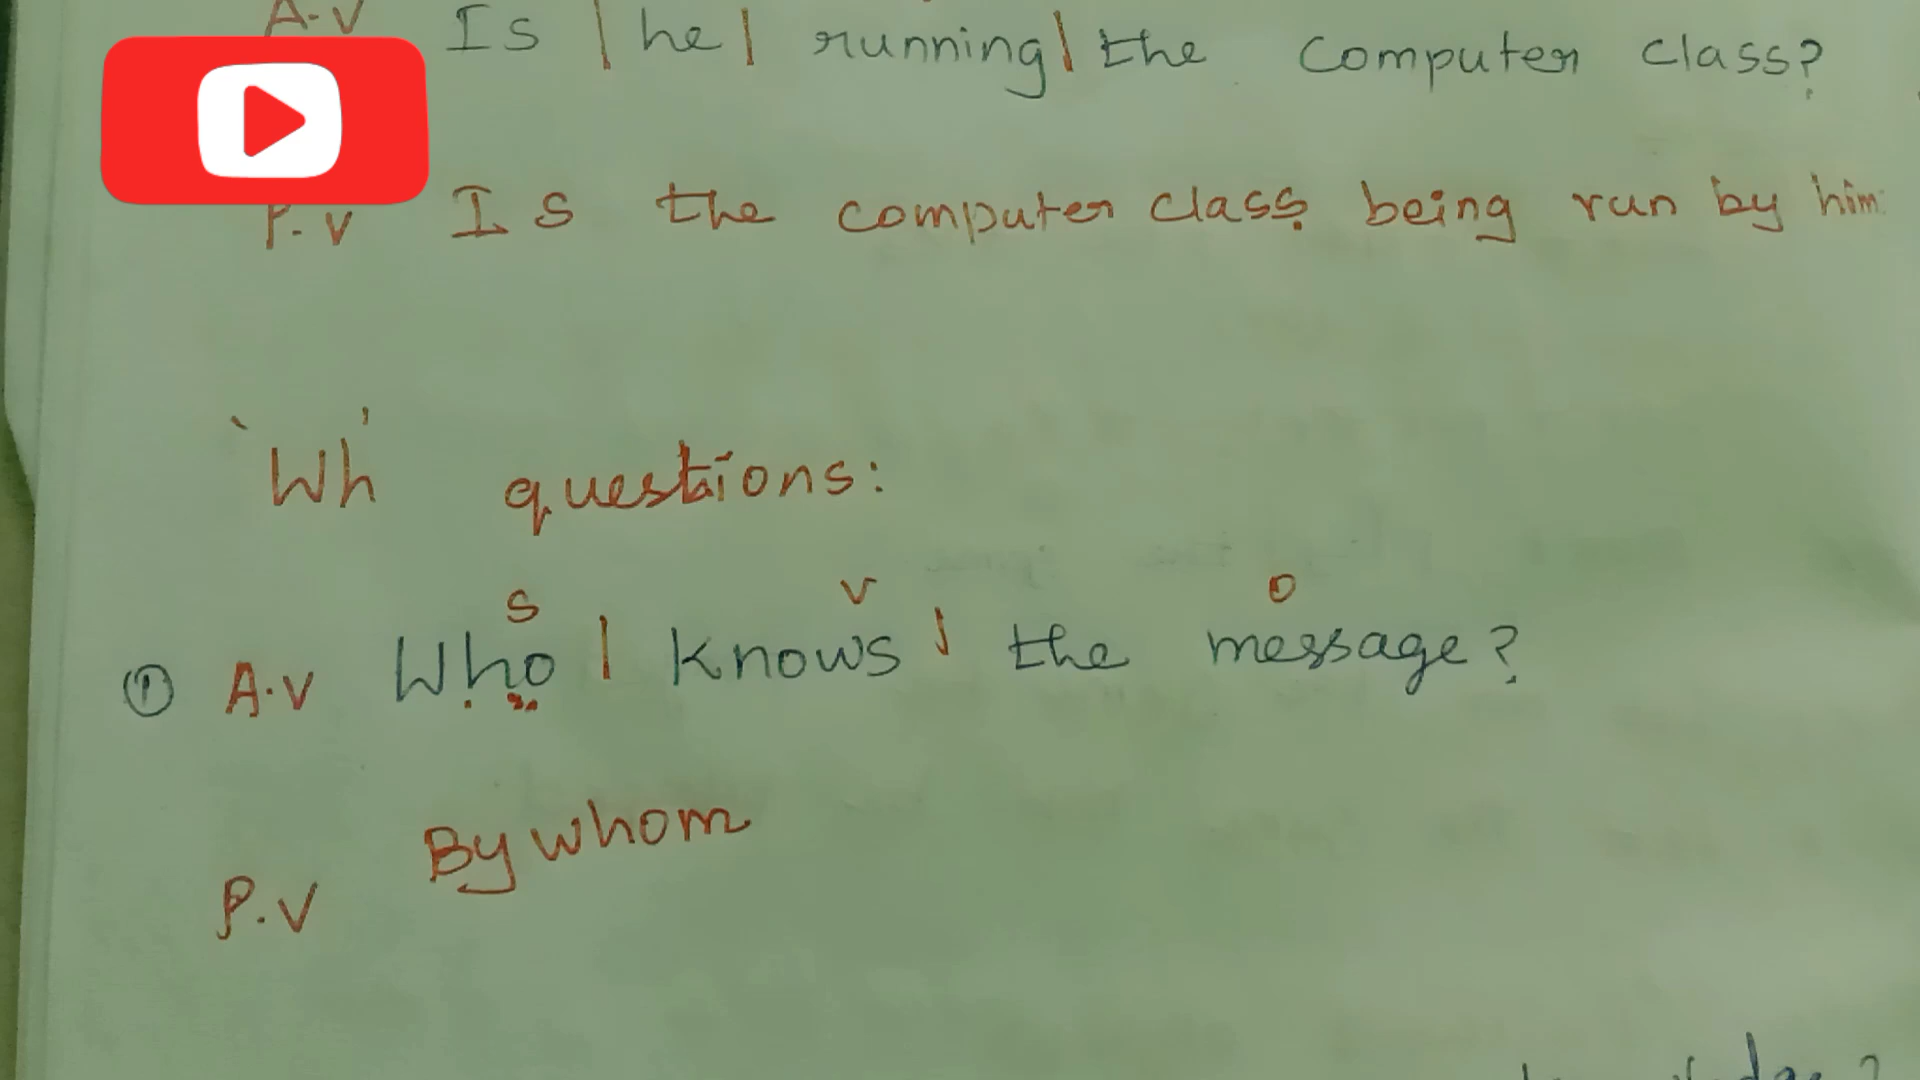 A.V Is | he | running | the computer class?
P.V Is the computer class being run by him
'Wh' questions:
S V O
① A.V Who | knows | the message?
By whom
P.V